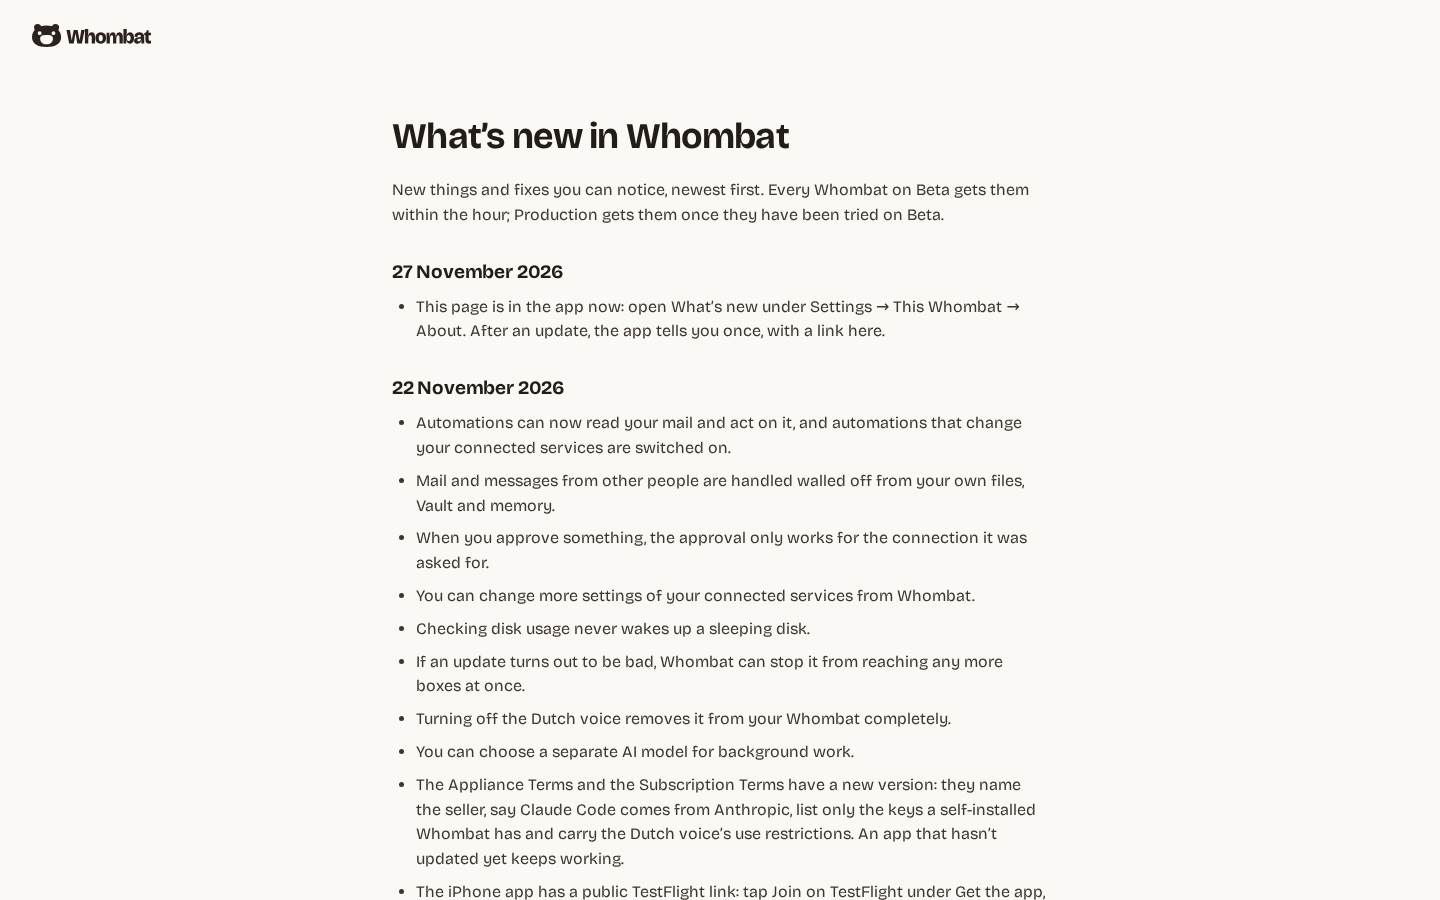 Whombat
What’s new in Whombat
New things and fixes you can notice, newest first. Every Whombat on Beta gets them
within the hour; Production gets them once they have been tried on Beta.
27 November 2026
• This page is in the app now: open What’s new under Settings → This Whombat →
About. After an update, the app tells you once, with a link here.
22 November 2026
• Automations can now read your mail and act on it, and automations that change
your connected services are switched on.
• Mail and messages from other people are handled walled off from your own files,
Vault and memory.
• When you approve something, the approval only works for the connection it was
asked for.
• You can change more settings of your connected services from Whombat.
• Checking disk usage never wakes up a sleeping disk.
• If an update turns out to be bad, Whombat can stop it from reaching any more
boxes at once.
• Turning off the Dutch voice removes it from your Whombat completely.
• You can choose a separate AI model for background work.
• The Appliance Terms and the Subscription Terms have a new version: they name
the seller, say Claude Code comes from Anthropic, list only the keys a self-installed
Whombat has and carry the Dutch voice’s use restrictions. An app that hasn’t
updated yet keeps working.
• The iPhone app has a public TestFlight link: tap Join on TestFlight under Get the app,